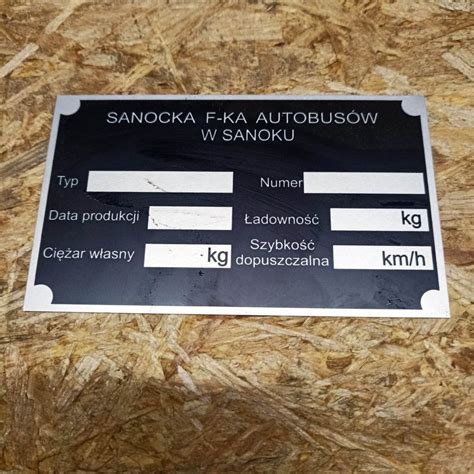 SANOCKA F-KA AUTOBUSÓW
W SANOKU
Typ Numer
Data produkcji Ładowność kg
Ciężar własny kg Szybkość dopuszczalna km/h